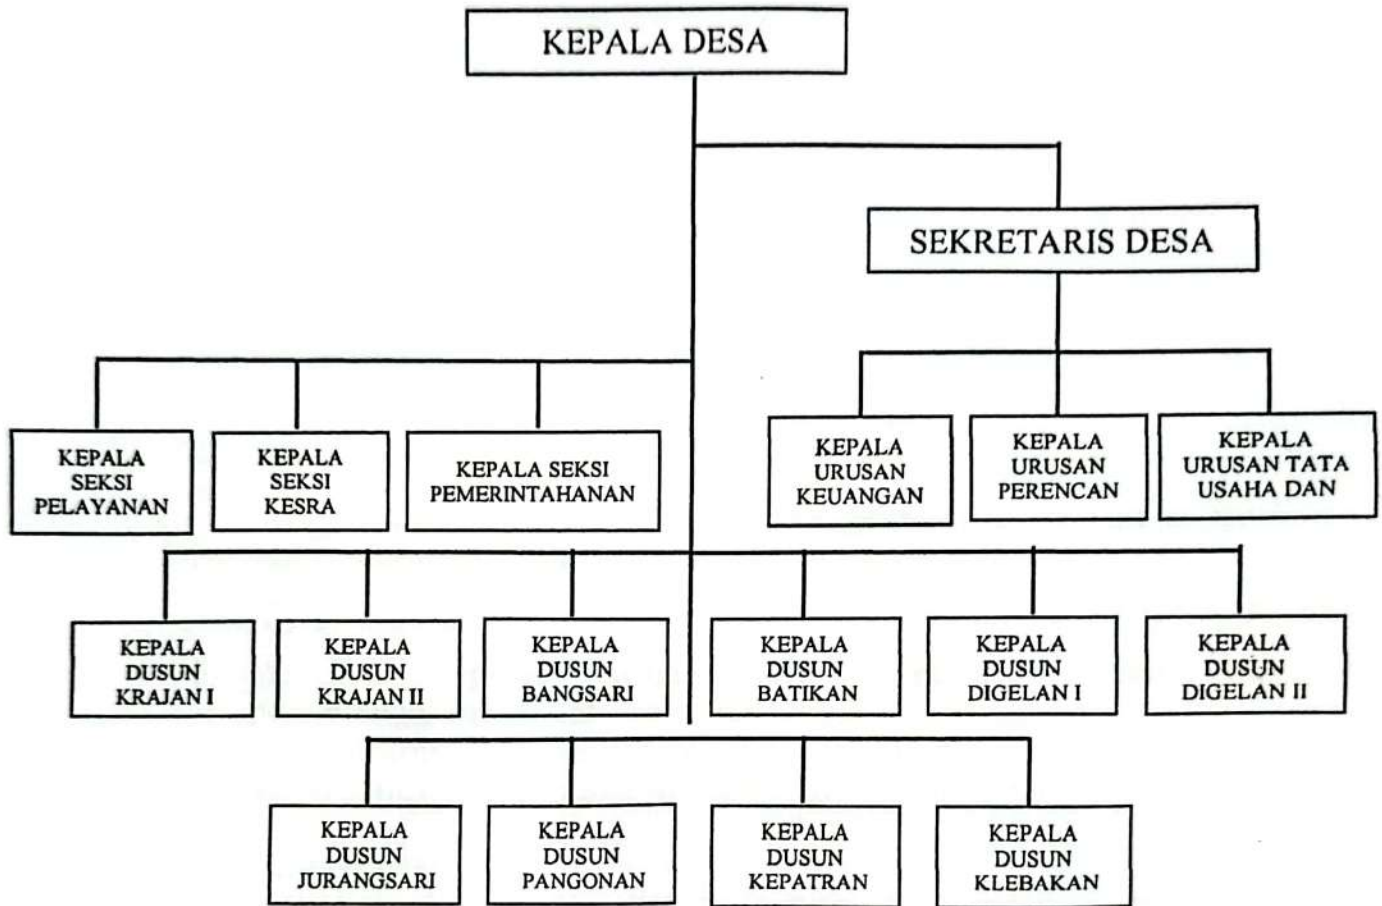 KEPALA DESA
SEKRETARIS DESA
KEPALA
SEKSI
PELAYANAN
KEPALA
SEKSI
KESRA
KEPALA SEKSI
PEMERINTAHANAN
KEPALA
URUSAN
KEUANGAN
KEPALA
URUSAN
PERENCAN
KEPALA
URUSAN TATA
USAHA DAN
KEPALA
DUSUN
KRAJAN I
KEPALA
DUSUN
KRAJAN II
KEPALA
DUSUN
BANGSARI
KEPALA
DUSUN
BATIKAN
KEPALA
DUSUN
DIGELAN I
KEPALA
DUSUN
DIGELAN II
KEPALA
DUSUN
JURANGSARI
KEPALA
DUSUN
PANGONAN
KEPALA
DUSUN
KEPATRAN
KEPALA
DUSUN
KLEBAKAN